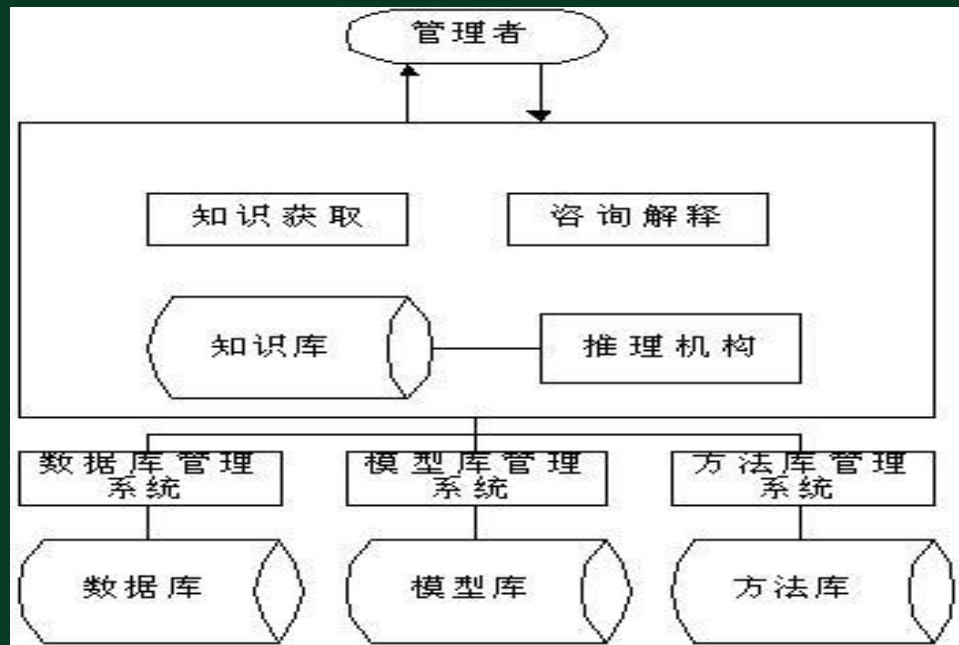 管理者
知识获取
咨询解释
知识库
推理机构
数据库管理
系统
模型库管理
系统
方法库管理
系统
数据库
模型库
方法库